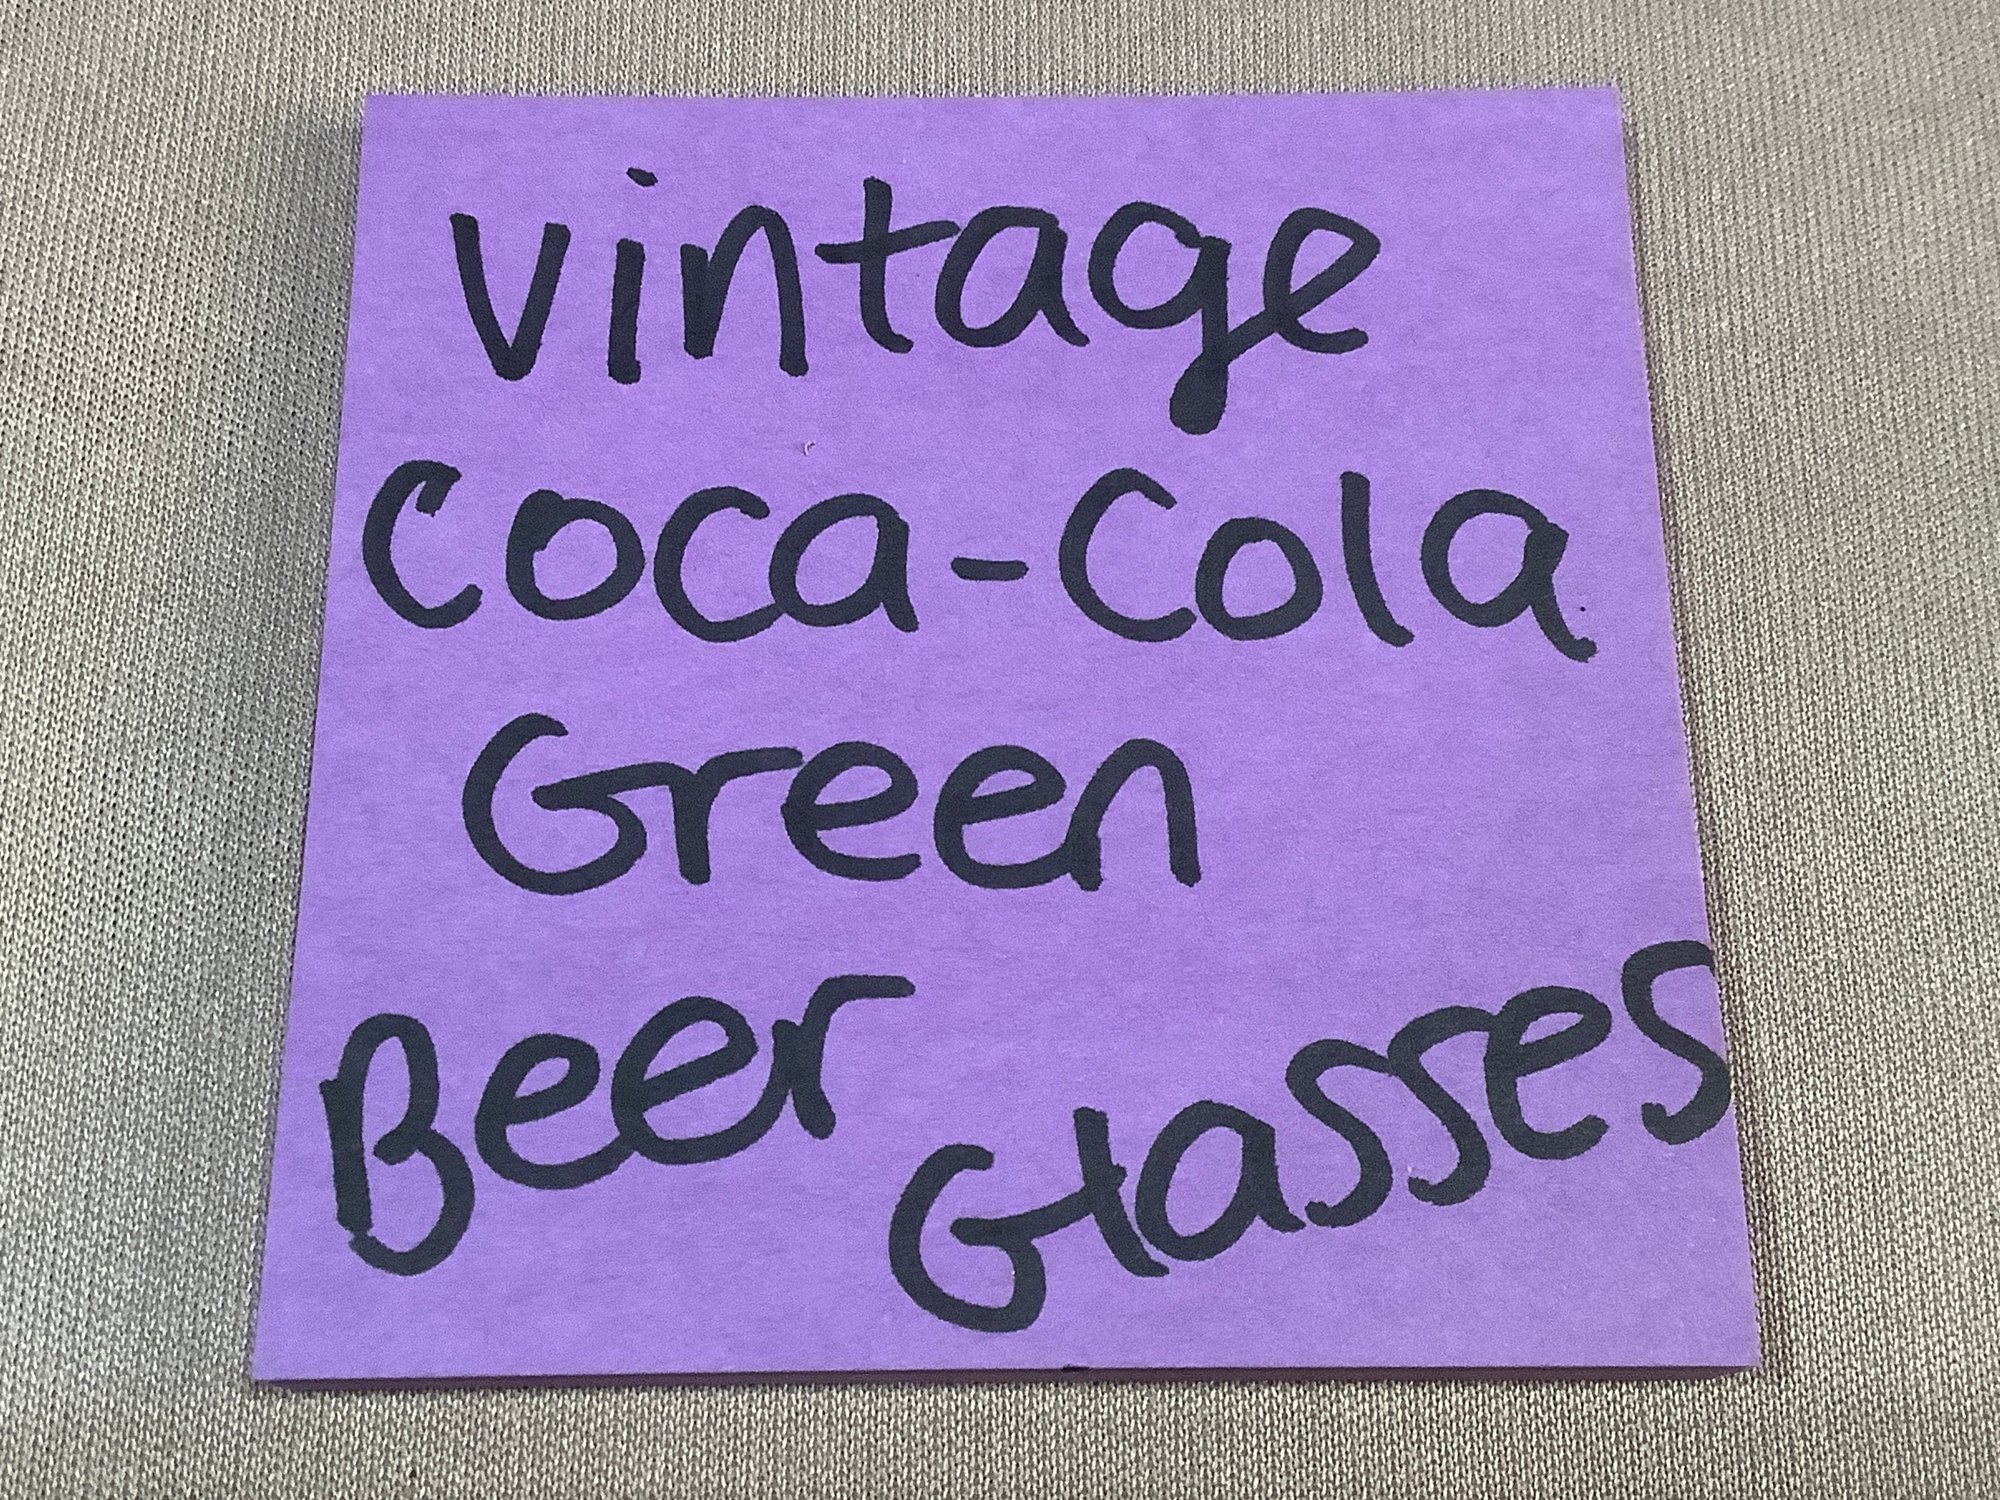 vintage
Coca-Cola
Green
Beer Glasses